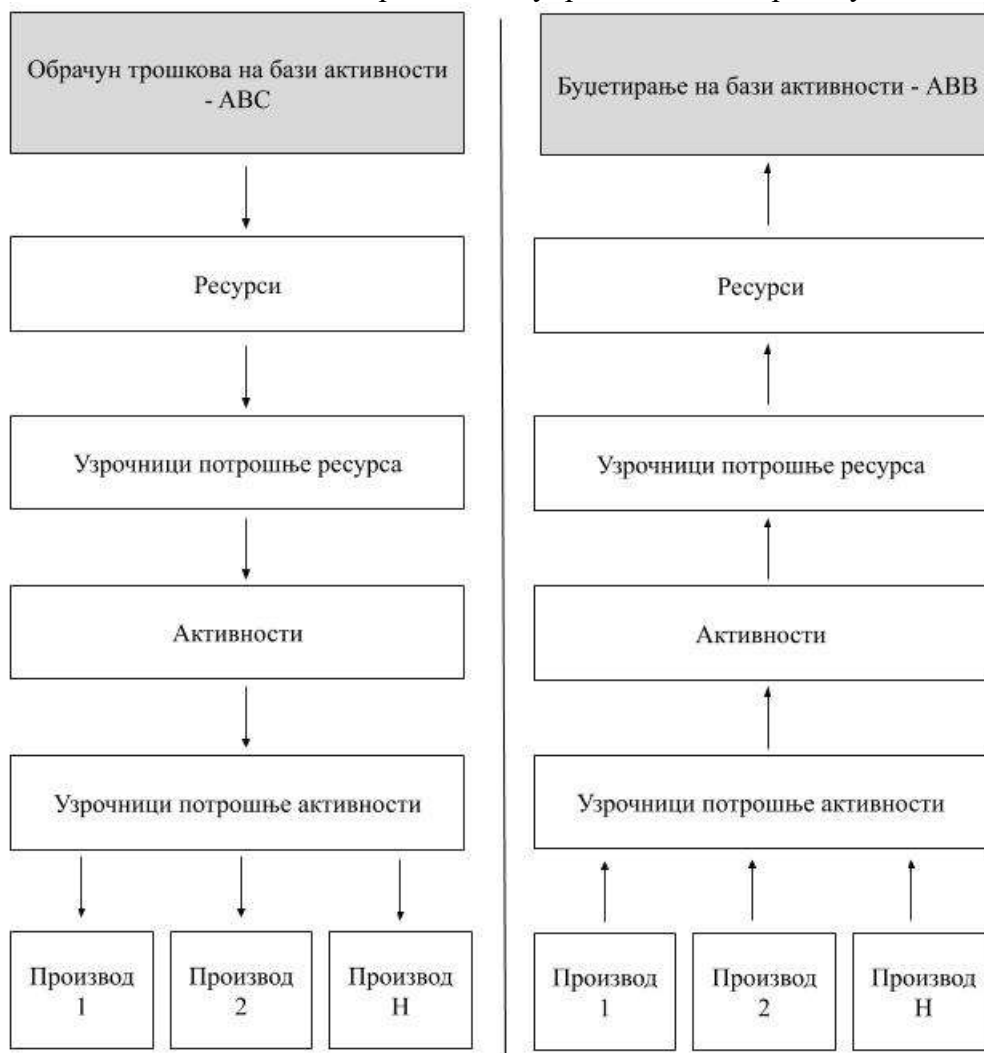 Обрачун трошкова на бази активности
- ABC
Ресурси
Узрочници потрошње ресурса
Активности
Узрочници потрошње активности
Производ
1
Производ
2
Производ
Н
Буџетирање на бази активности - ABB
Ресурси
Узрочници потрошње ресурса
Активности
Узрочници потрошње активности
Производ
1
Производ
2
Производ
Н